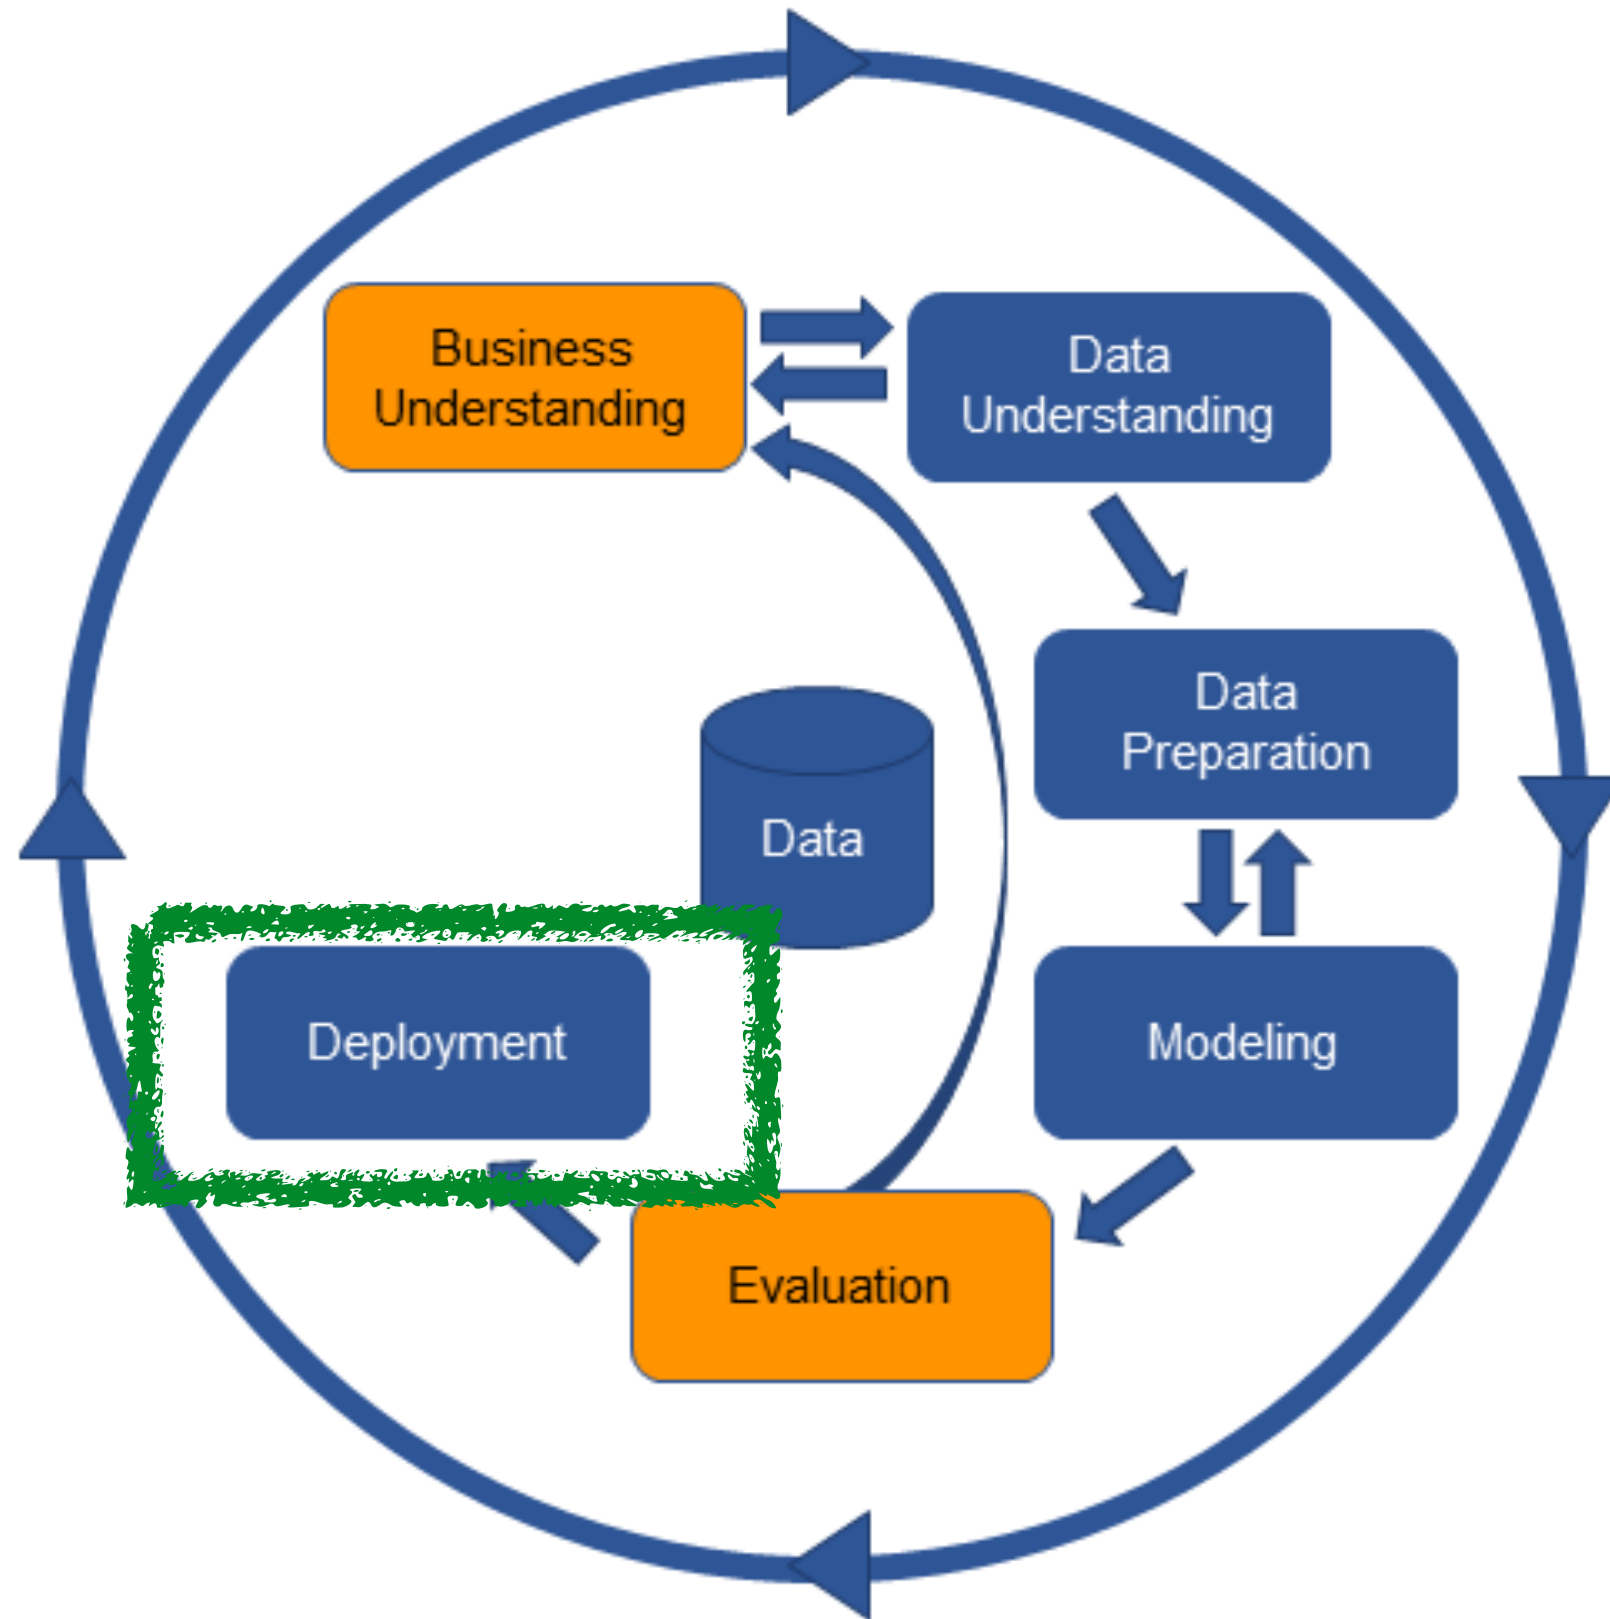 Business
Understanding
Data
Understanding
Data
Preparation
Data
Deployment
Modeling
Evaluation